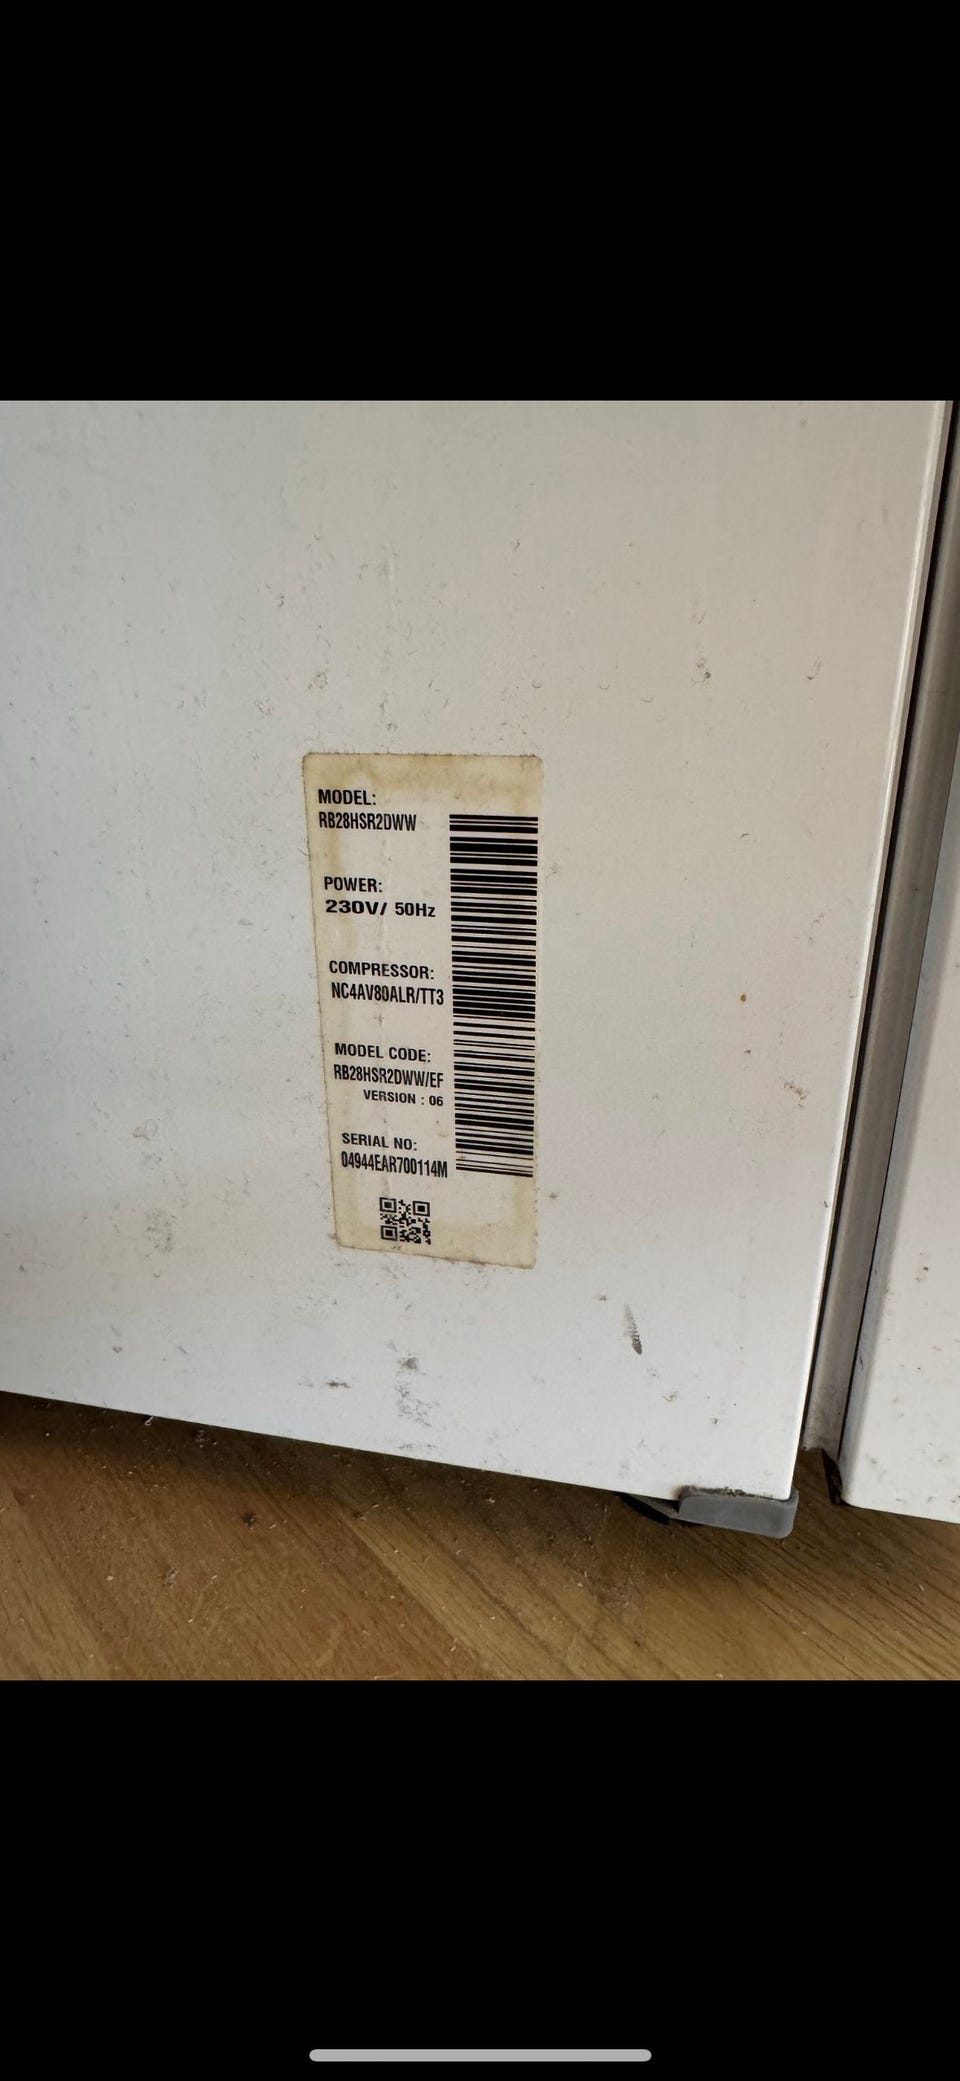 MODEL:
RB28HSR2DWW
POWER:
230V/ 50Hz
COMPRESSOR:
NC4AV80ALR/TT3
MODEL CODE:
RB28HSR2DWW/EF
VERSION : 06
SERIAL NO:
04944EAR700114M